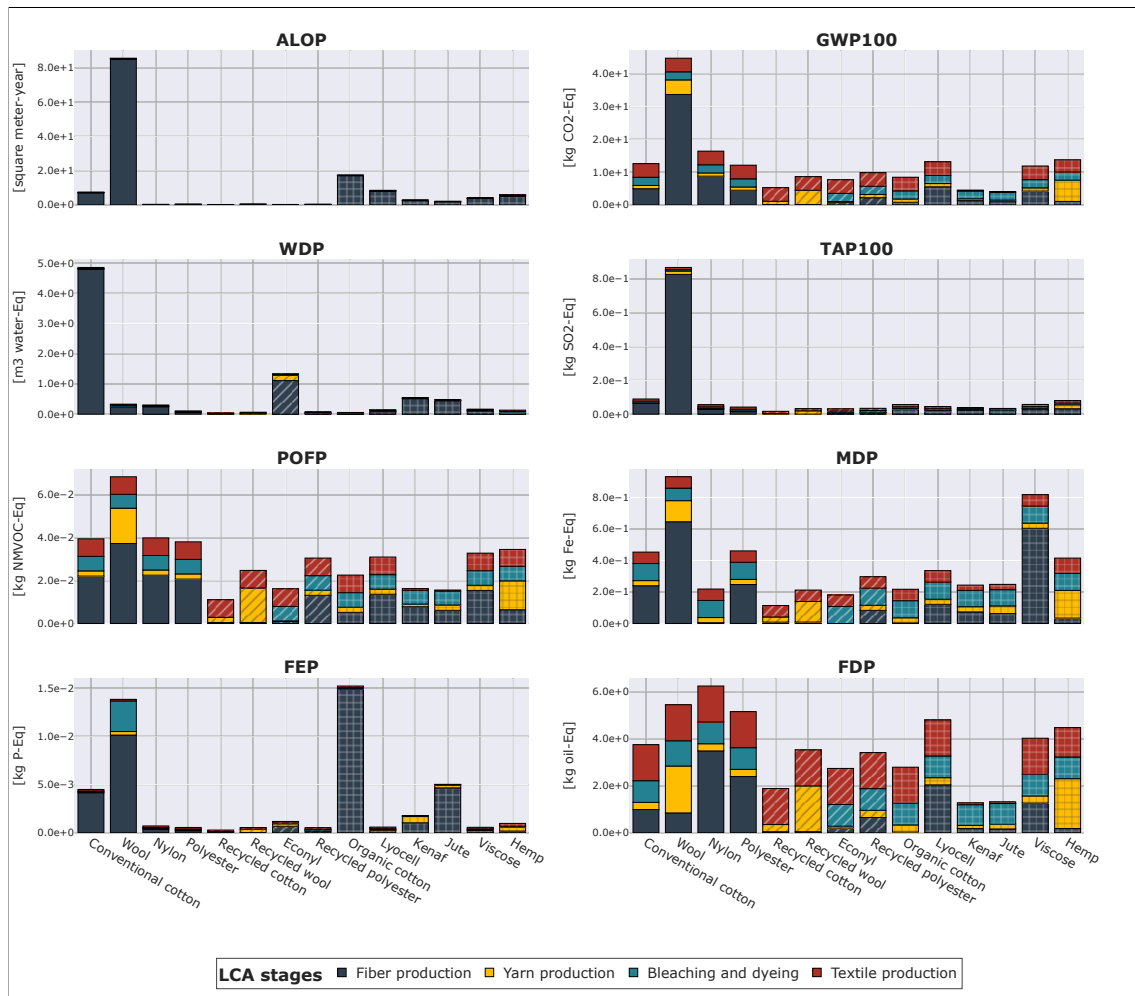 ALOP
[square meter-year]
8.0e+1
6.0e+1
4.0e+1
2.0e+1
0.0e+0
GWP100
[kg CO2-Eq]
4.0e+1
3.0e+1
2.0e+1
1.0e+1
0.0e+0
WDP
[m3 water-Eq]
5.0e+0
4.0e+0
3.0e+0
2.0e+0
1.0e+0
0.0e+0
TAP100
[kg SO2-Eq]
8.0e−1
6.0e−1
4.0e−1
2.0e−1
0.0e+0
POFP
[kg NMVOC-Eq]
6.0e−2
4.0e−2
2.0e−2
0.0e+0
MDP
[kg Fe-Eq]
8.0e−1
6.0e−1
4.0e−1
2.0e−1
0.0e+0
FEP
[kg P-Eq]
1.5e−2
1.0e−2
5.0e−3
0.0e+0
Conventional cotton
Wool
Nylon
Polyester
Recycled cotton
Recycled wool
Econyl
Recycled polyester
Organic cotton
Lyocell
Kenaf
Jute
Viscose
Hemp
FDP
[kg oil-Eq]
6.0e+0
4.0e+0
2.0e+0
0.0e+0
Conventional cotton
Wool
Nylon
Polyester
Recycled cotton
Recycled wool
Econyl
Recycled polyester
Organic cotton
Lyocell
Kenaf
Jute
Viscose
Hemp
LCA stages Fiber production Yarn production Bleaching and dyeing Textile production